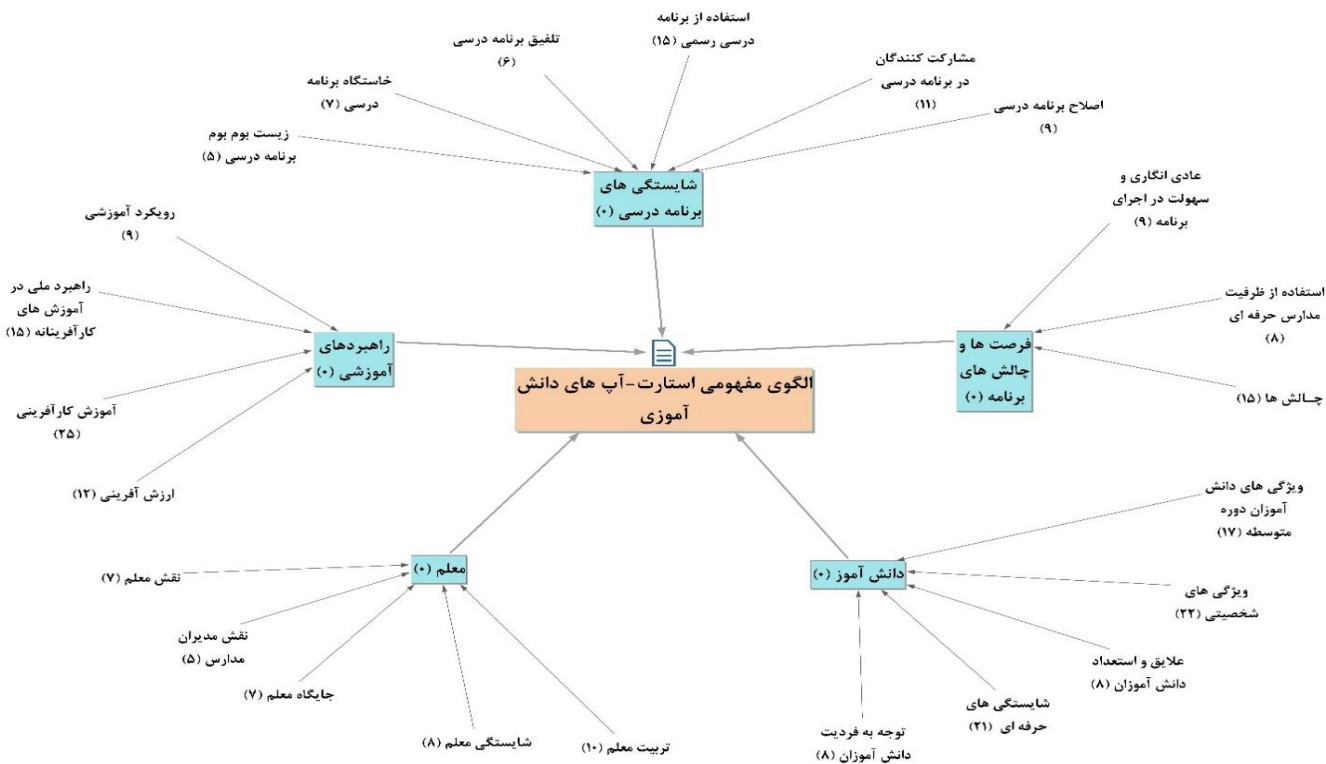 استفاده از برنامه
درسی رسمی (۱۵)
تلفیق برنامه درسی
(۶)
مشارکت کنندگان
در برنامه درسی
(۱۱)
خاستگاه برنامه
درسی (۷)
اصلاح برنامه درسی
(۹)
زیست بوم بوم
برنامه درسی (۵)
شایستگی های
برنامه درسی (۰)
عادی انگاری و
سهولت در اجرای
برنامه (۹)
استفاده از ظرفیت
مدارس حرفه ای
(۸)
چــالش ها (۱۵)
فرصت ها و
چالش های
برنامه (۰)
رویکرد آموزشی
(۹)
راهبرد ملی در
آموزش های
کارآفرینانه (۱۵)
آموزش کارآفرینی
(۲۵)
ارزش آفرینی (۱۲)
راهبردهای
آموزشی (۰)
الگوی مفهومی استارت-آپ های دانش
آموزی
ویژگی های دانش
آموزان دوره
متوسطه (۱۷)
ویژگی های
شخصیتی (۲۲)
علایق و استعداد
دانش آموزان (۸)
شایستگی های
حرفه ای (۲۱)
توجه به فردیت
دانش آموزان (۸)
دانش آموز (۰)
معلم (۰)
نقش معلم (۷)
نقش مدیران
مدارس (۵)
جایگاه معلم (۷)
شایستگی معلم (۸)
تربیت معلم (۱۰)